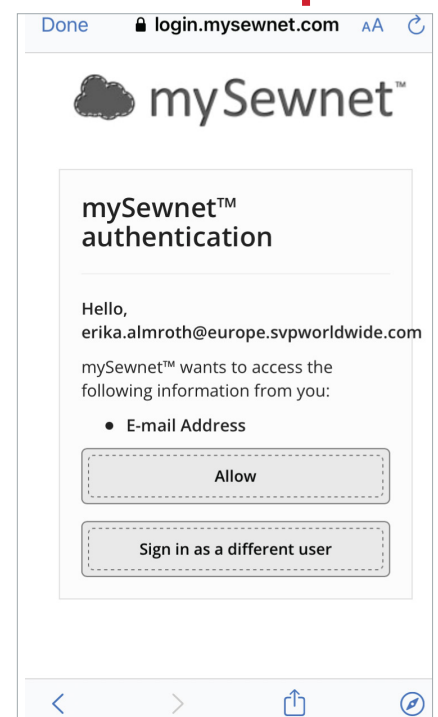 Done login.mysewnet.com AA
mySewnet™
mySewnet™
authentication
Hello,
erika.almroth@europe.svpworldwide.com
mySewnet™ wants to access the
following information from you:
• E-mail Address
Allow
Sign in as a different user